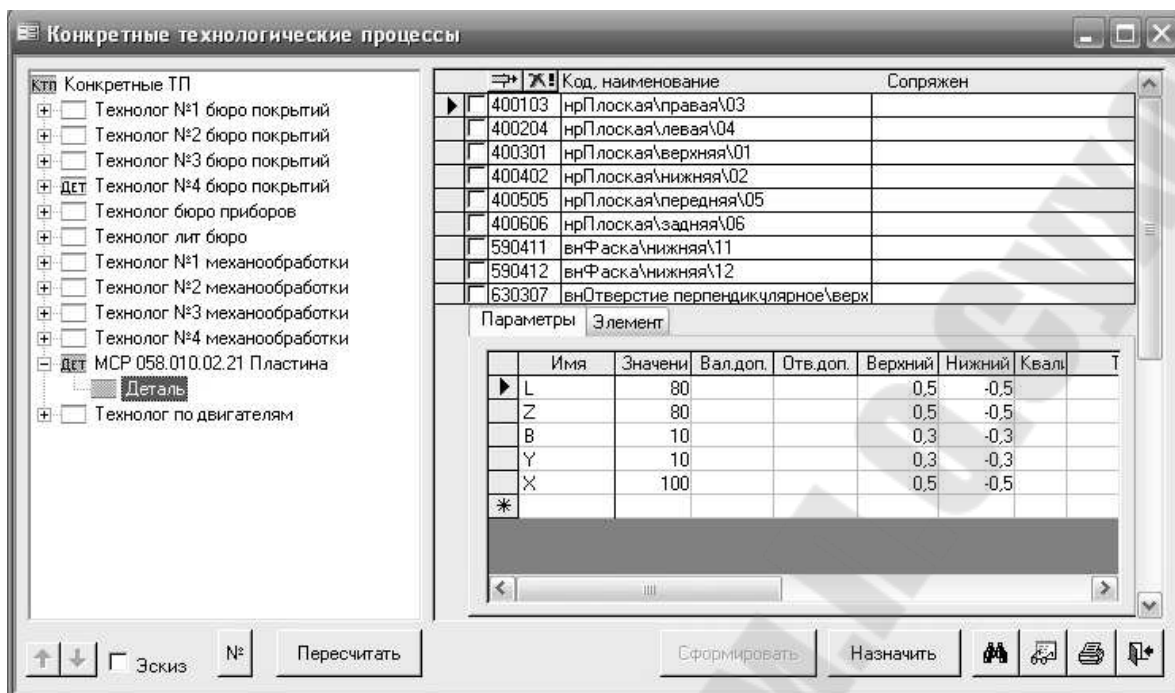 Конкретные технологические процессы
Ктп Конкретные ТП
Технолог №1 бюро покрытий
Технолог №2 бюро покрытий
Технолог №3 бюро покрытий
ДЕТ Технолог №4 бюро покрытий
Технолог бюро приборов
Технолог лит бюро
Технолог №1 механообработки
Технолог №2 механообработки
Технолог №3 механообработки
Технолог №4 механообработки
ДЕТ МСР 058.010.02.21 Пластина
Деталь
Технолог по двигателям
Код, наименование Сопряжен
400103 нрПлоская\правая\03
400204 нрПлоская\левая\04
400301 нрПлоская\верхняя\01
400402 нрПлоская\нижняя\02
400505 нрПлоская\передняя\05
400606 нрПлоская\задняя\06
590411 внФаска\нижняя\11
590412 внФаска\нижняя\12
630307 внОтверстие перпендикулярное\верх
Параметры Элемент
Имя Значени Вал.доп. Отв.доп. Верхний Нижний Квали Т
L 80 0,5 -0,5
Z 80 0,5 -0,5
B 10 0,3 -0,3
Y 10 0,3 -0,3
X 100 0,5 -0,5
Эскиз № Пересчитать Сформировать Назначить